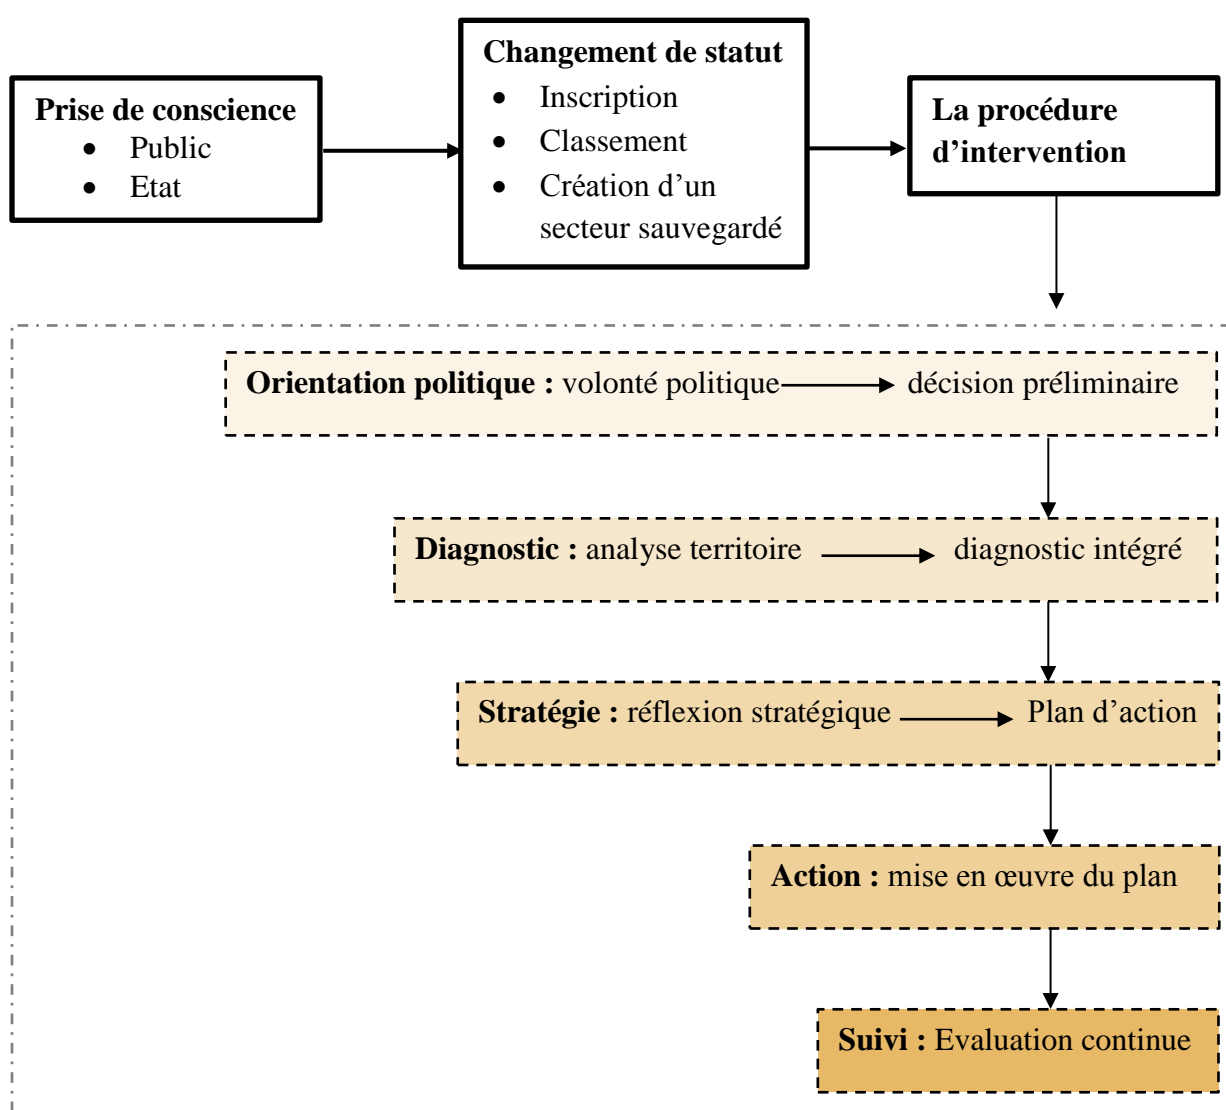 Prise de conscience
• Public
• Etat
Changement de statut
• Inscription
• Classement
• Création d’un
secteur sauvegardé
La procédure
d’intervention
Orientation politique : volonté politique décision préliminaire
Diagnostic : analyse territoire diagnostic intégré
Stratégie : réflexion stratégique Plan d’action
Action : mise en œuvre du plan
Suivi : Evaluation continue